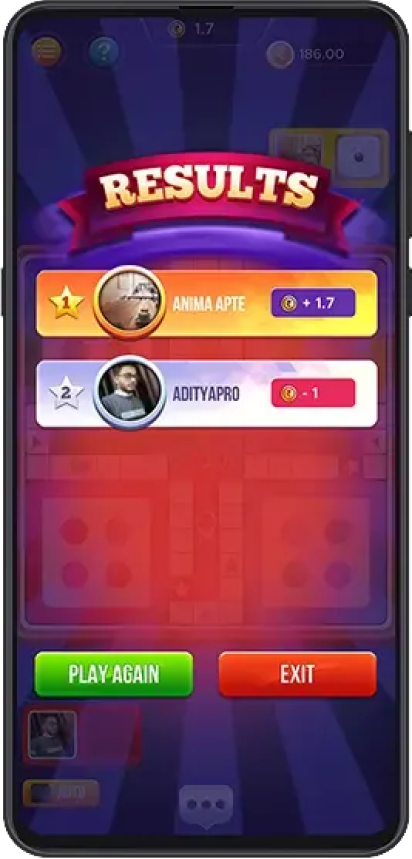 ?
1.7
186.00
RESULTS
1 ANIMA APTE + 1.7
2 ADITYAPRO - 1
PLAY AGAIN EXIT